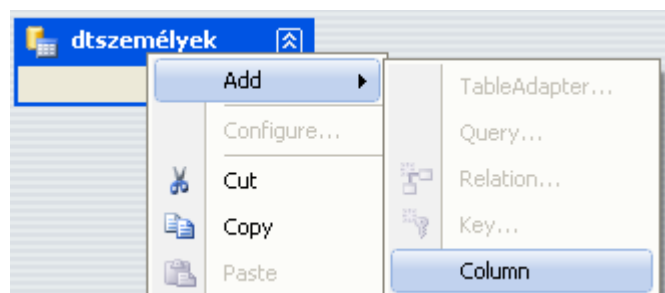 dtszemélyek
Add
Configure...
Cut
Copy
Paste
TableAdapter...
Query...
Relation...
Key...
Column